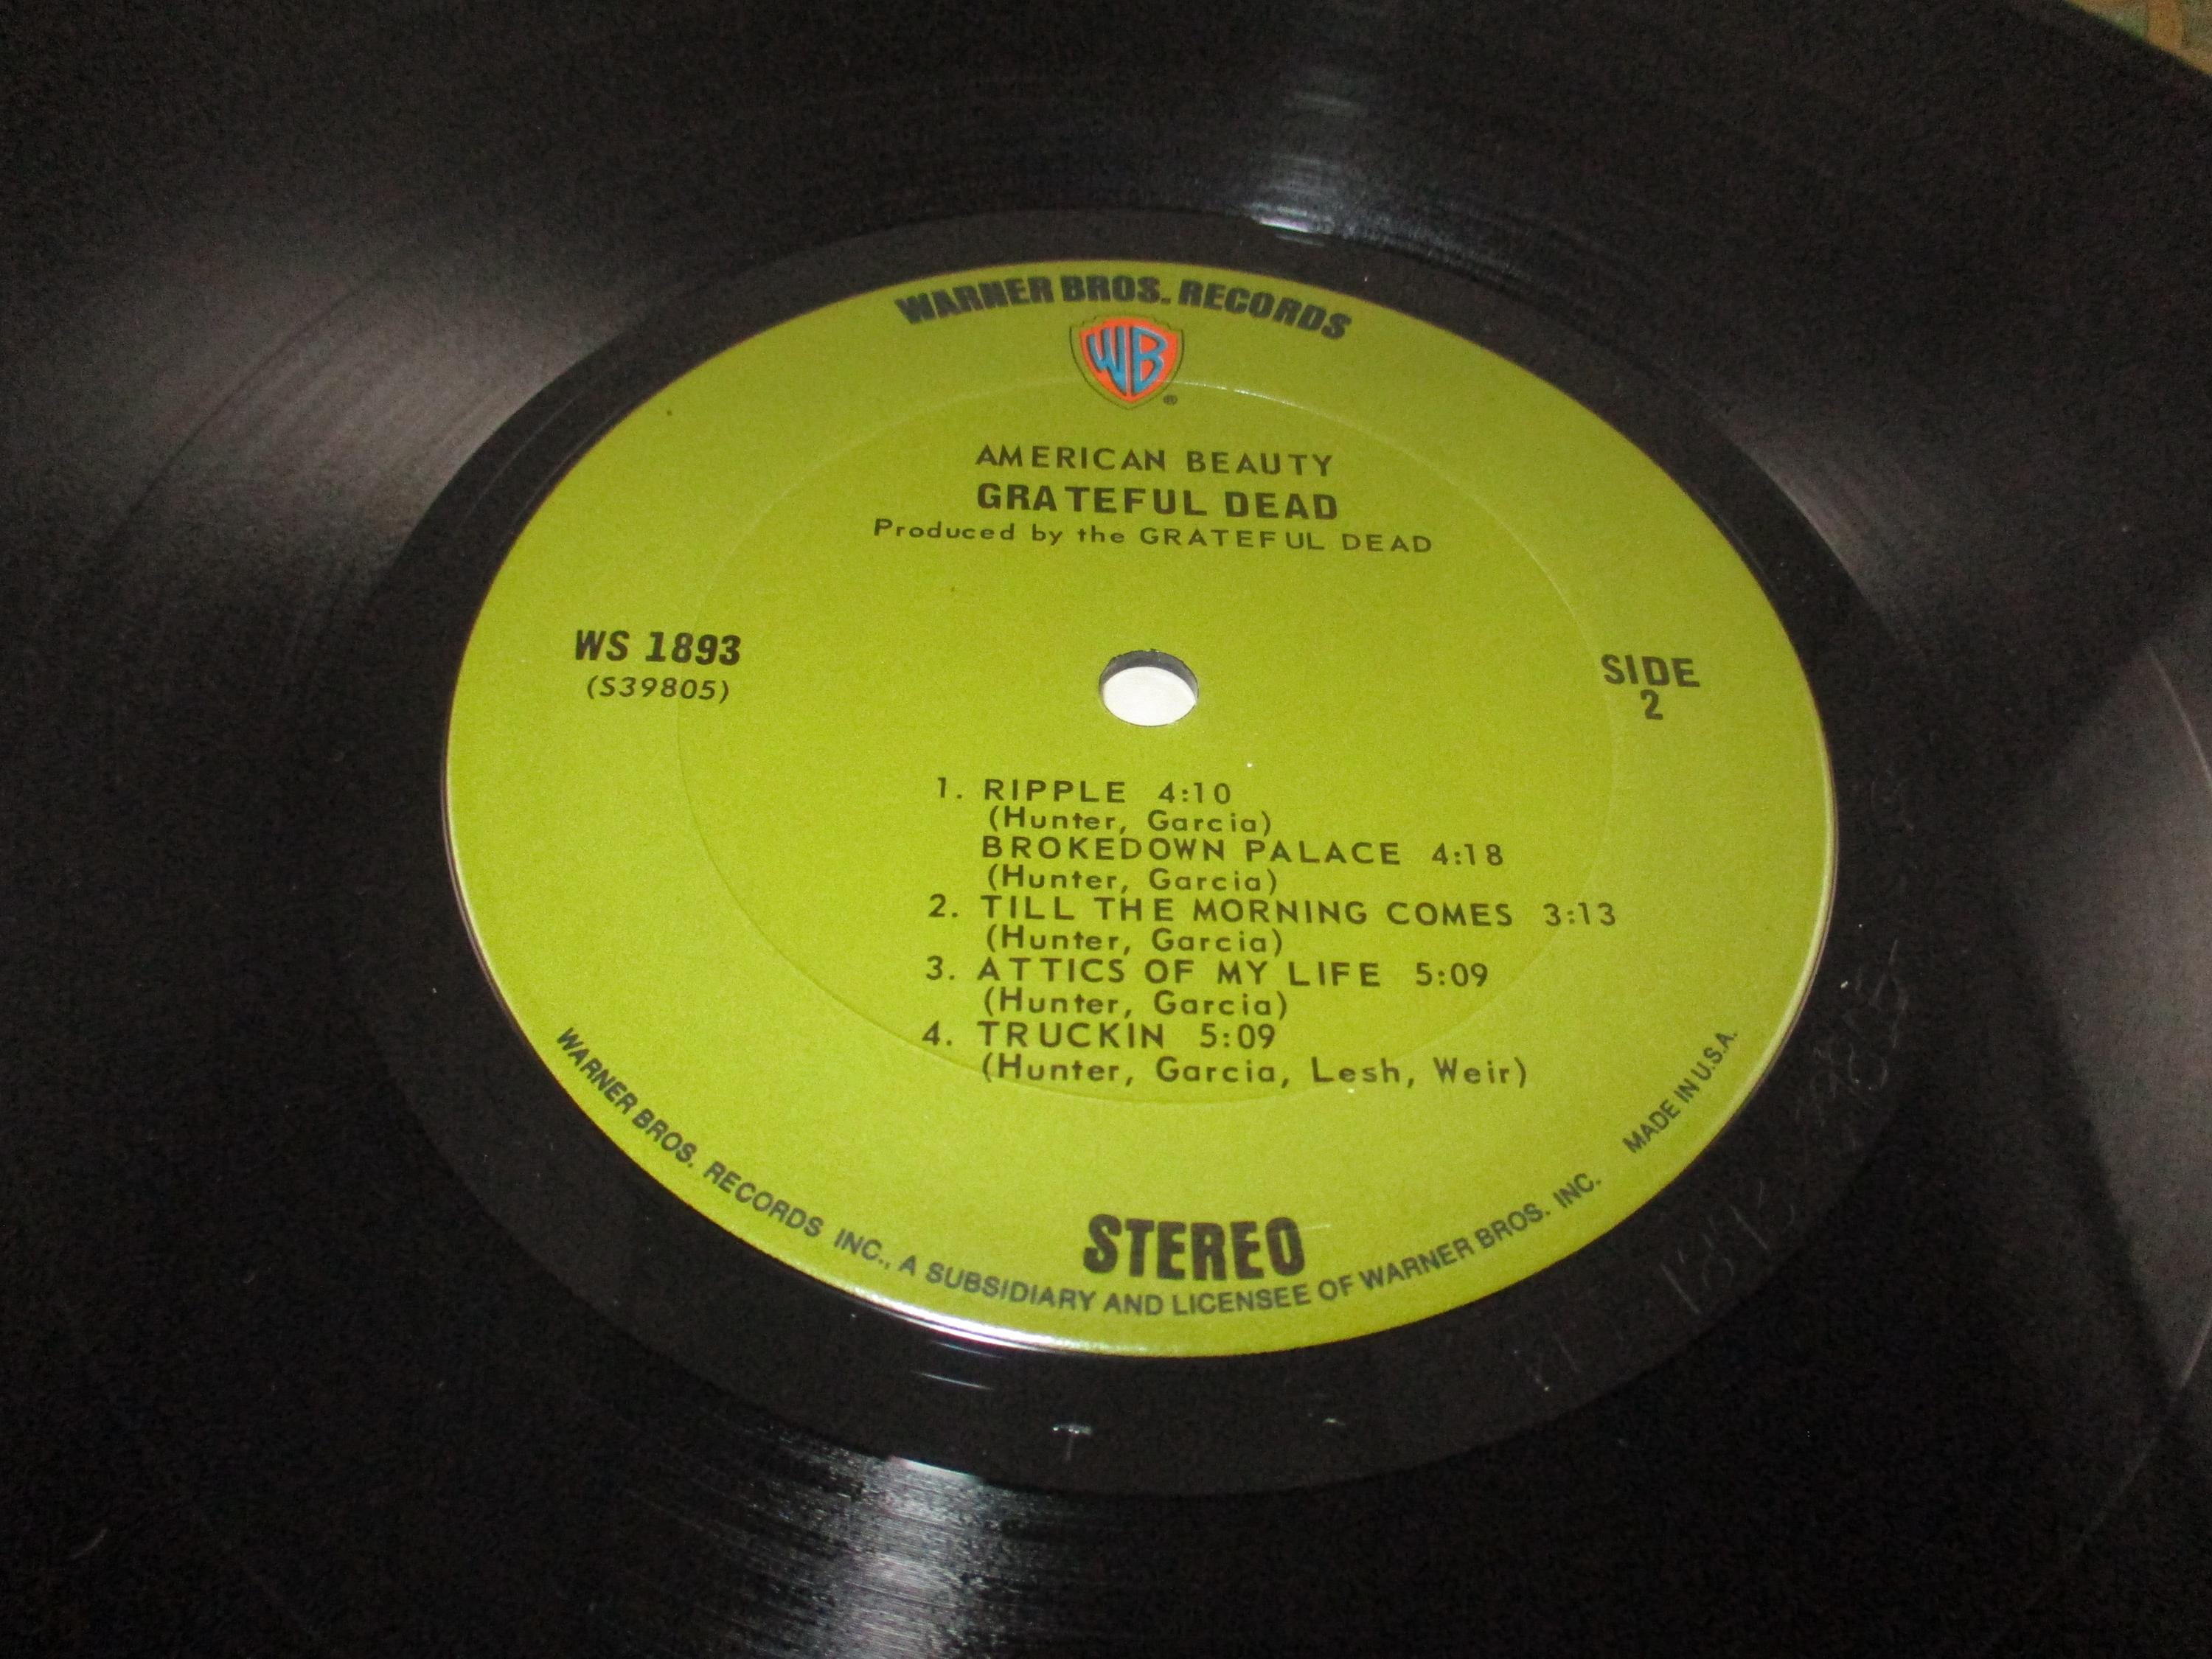 WARNER BROS. RECORDS
WB
®
AMERICAN BEAUTY
GRATEFUL DEAD
Produced by the GRATEFUL DEAD
WS 1893
(S39805)
SIDE
2
1. RIPPLE 4:10
(Hunter, Garcia)
BROKEDOWN PALACE 4:18
(Hunter, Garcia)
2. TILL THE MORNING COMES 3:13
(Hunter, Garcia)
3. ATTICS OF MY LIFE 5:09
(Hunter, Garcia)
4. TRUCKIN 5:09
(Hunter, Garcia, Lesh, Weir)
STEREO
WARNER BROS. RECORDS INC., A SUBSIDIARY AND LICENSEE OF WARNER BROS. INC. MADE IN U.S.A.